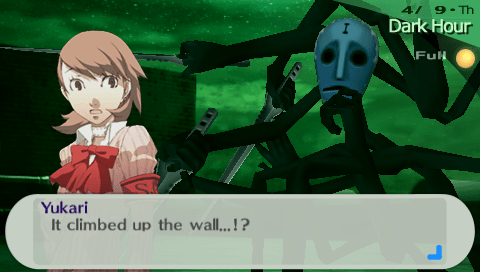 4/ 9-Th
Dark Hour
Full
I
Yukari
It climbed up the wall...!?